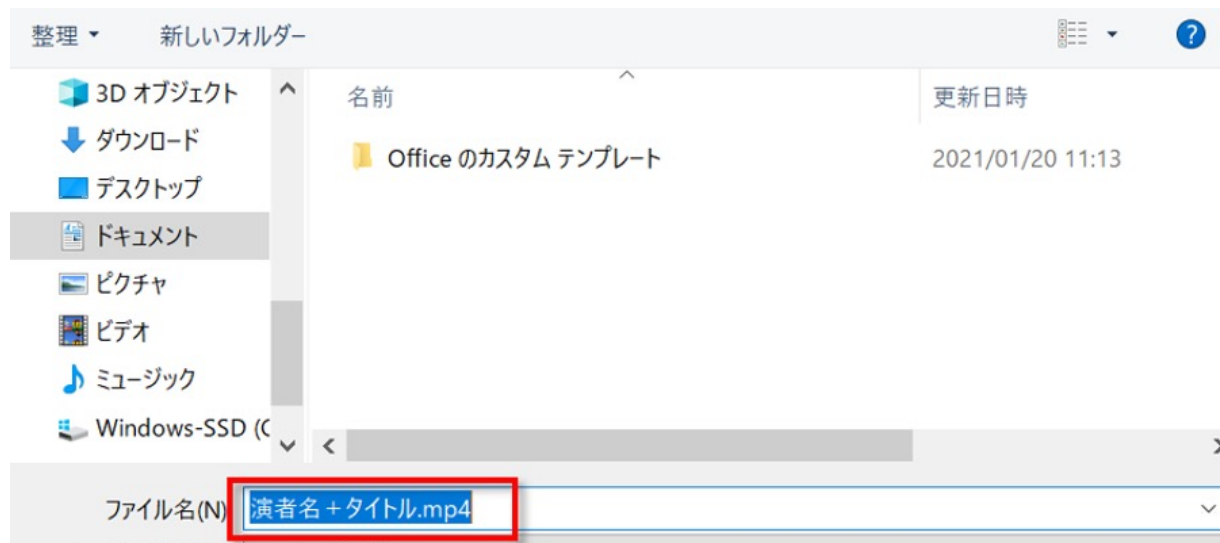 整理 新しいフォルダー
3D オブジェクト
ダウンロード
デスクトップ
ドキュメント
ピクチャ
ビデオ
ミュージック
Windows-SSD (C
名前 更新日時
Office のカスタム テンプレート 2021/01/20 11:13
ファイル名(N) 演者名+タイトル.mp4